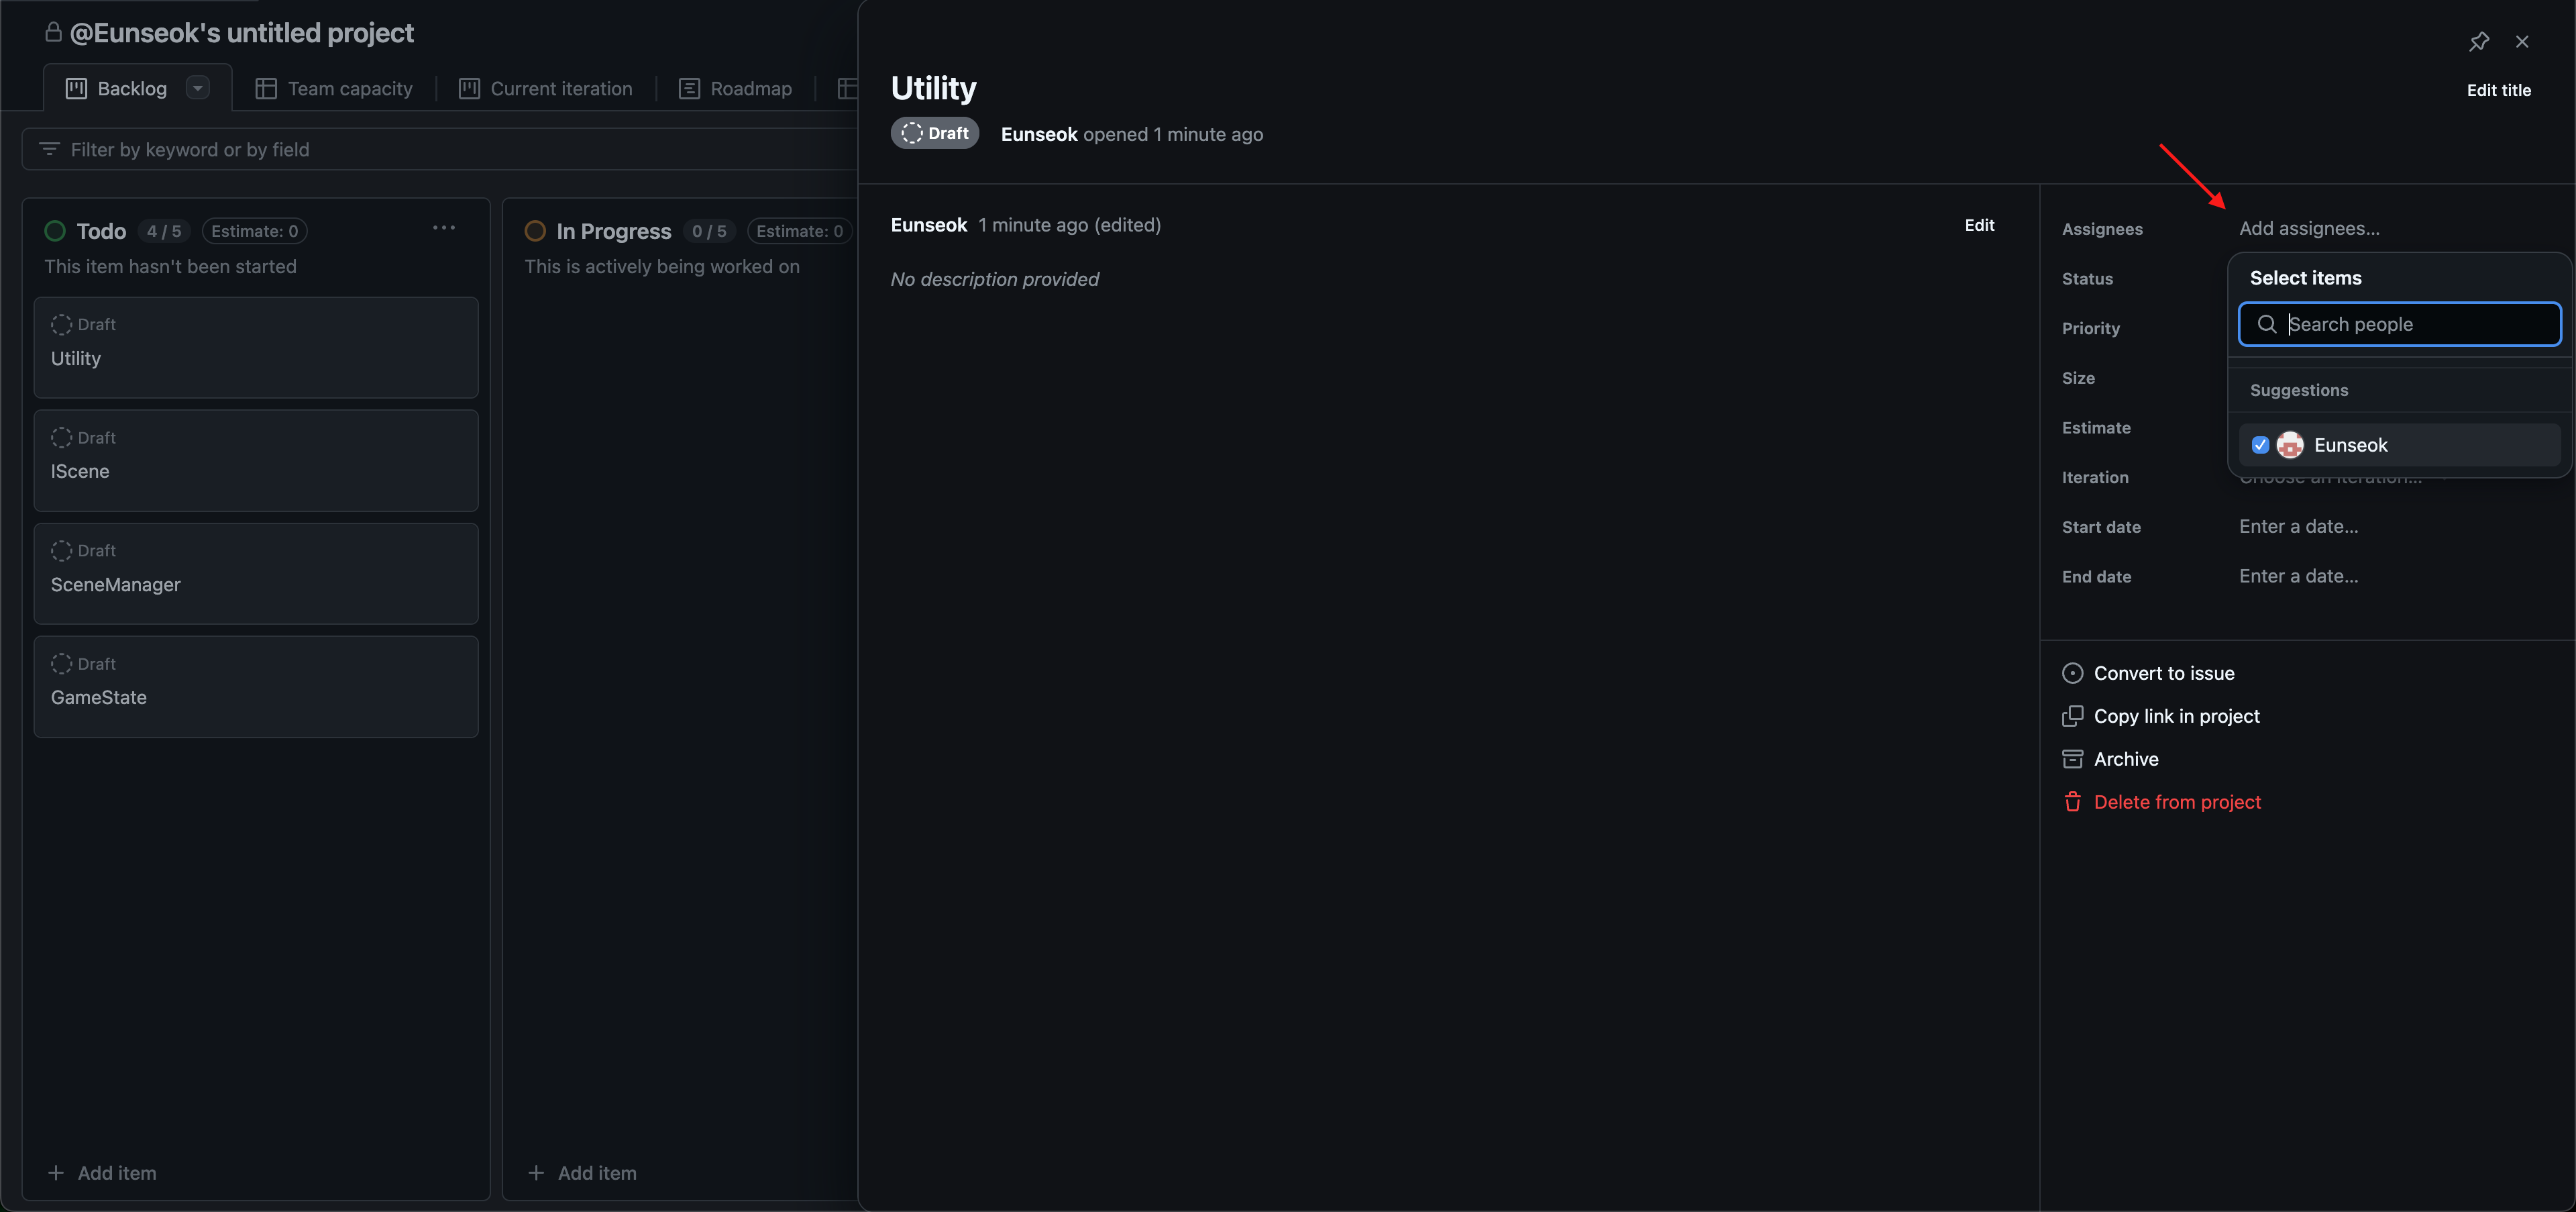 @Eunseok's untitled project
Backlog
Team capacity
Current iteration
Roadmap
Filter by keyword or by field
Todo 4 / 5 Estimate: 0
This item hasn't been started
Draft
Utility
Draft
IScene
Draft
SceneManager
Draft
GameState
Add item
In Progress 0 / 5 Estimate: 0
This is actively being worked on
Add item
Utility
Edit title
Draft Eunseok opened 1 minute ago
Eunseok 1 minute ago (edited)
Edit
No description provided
Assignees Add assignees...
Status
Priority
Size
Estimate
Iteration Choose an iteration...
Start date Enter a date...
End date Enter a date...
Select items
Search people
Suggestions
Eunseok
Convert to issue
Copy link in project
Archive
Delete from project